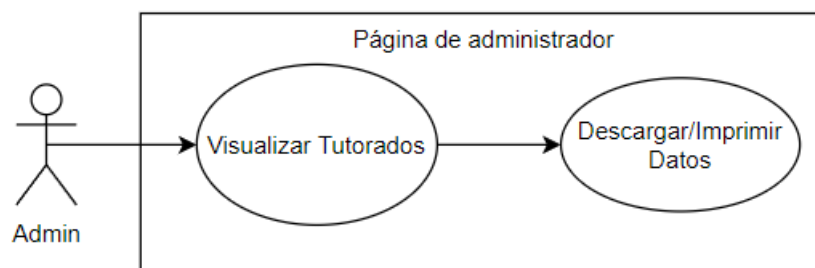 Página de administrador
Visualizar Tutorados
Descargar/Imprimir
Datos
Admin